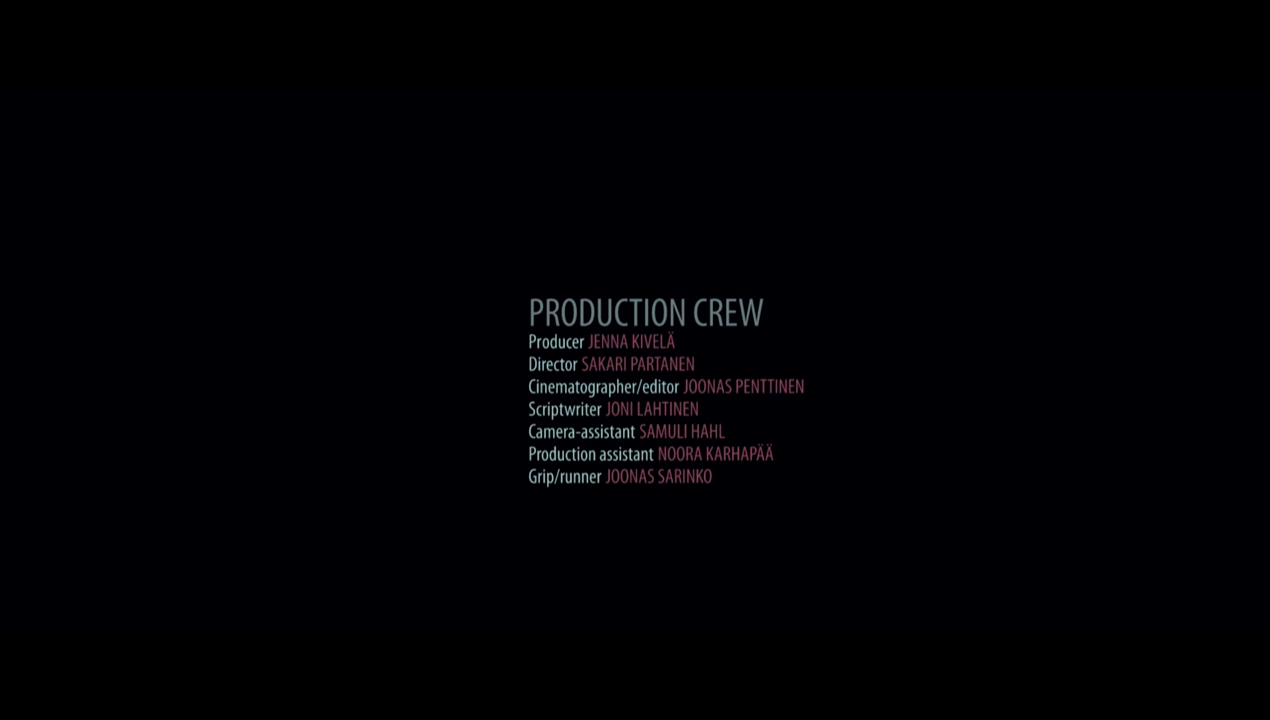 PRODUCTION CREW
Producer JENNA KIVELÄ
Director SAKARI PARTANEN
Cinematographer/editor JOONAS PENTTINEN
Scriptwriter JONI LAHTINEN
Camera-assistant SAMULI HAHL
Production assistant NOORA KARHAPÄÄ
Grip/runner JOONAS SARINKO